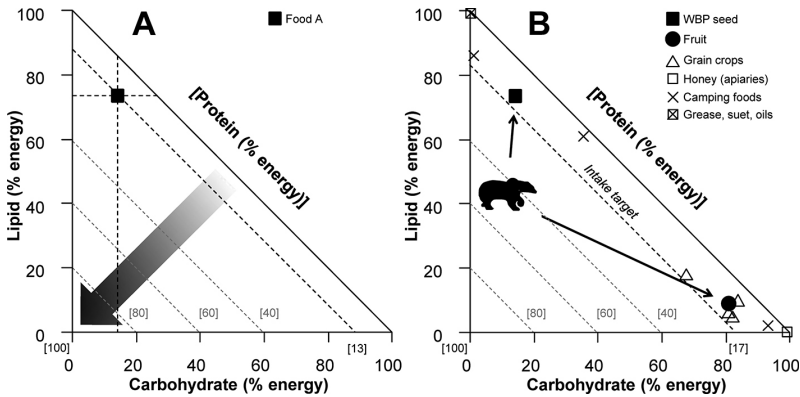 A
Food A
100
80
60
40
20
0
Lipid (% energy)
[Protein (% energy)]
[80]
[60]
[40]
[100]
[13]
0
20
40
60
80
100
Carbohydrate (% energy)
B
WBP seed
Fruit
Grain crops
Honey (apiaries)
Camping foods
Grease, suet, oils
100
80
60
40
20
0
Lipid (% energy)
[Protein (% energy)]
Intake target
[80]
[60]
[40]
[100]
[17]
0
20
40
60
80
100
Carbohydrate (% energy)